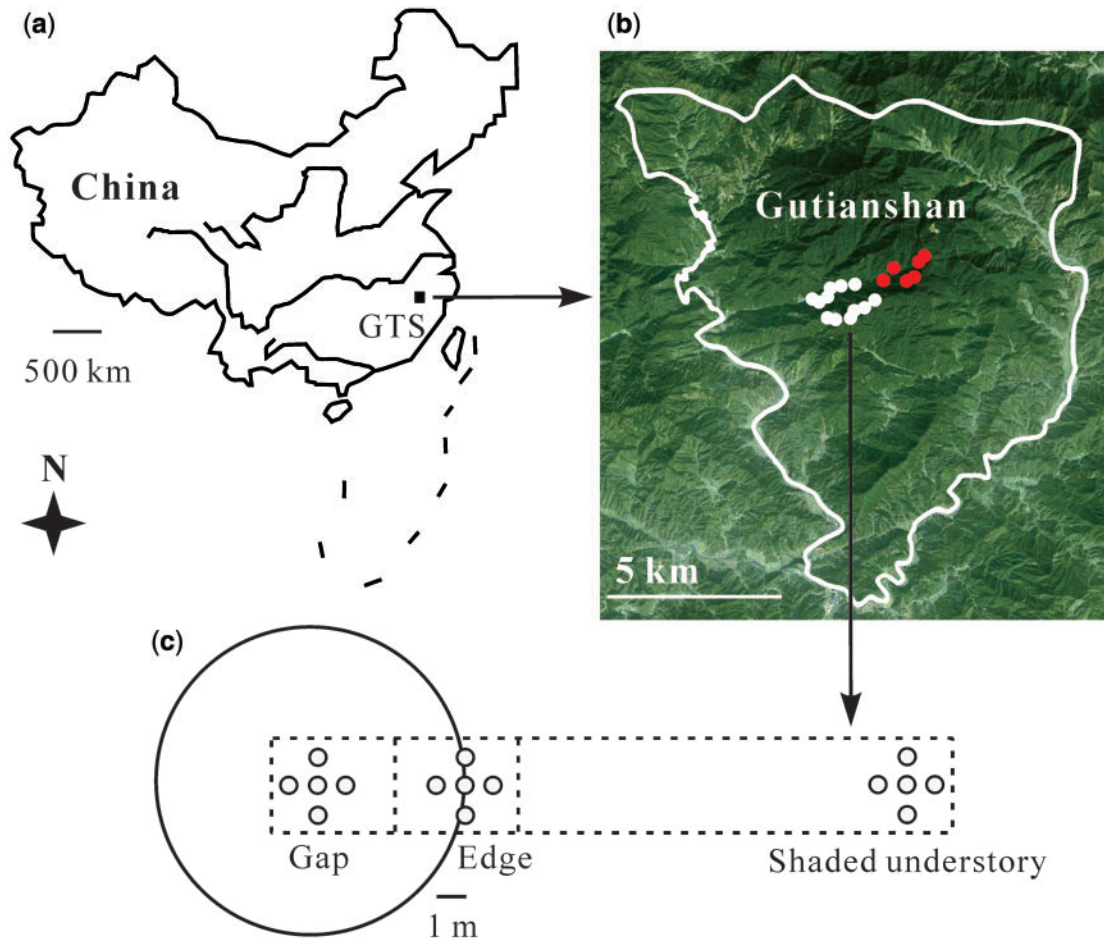 (a)
China
GTS
500 km
N
(b)
Gutianshan
5 km
(c)
Gap
Edge
Shaded understory
1 m